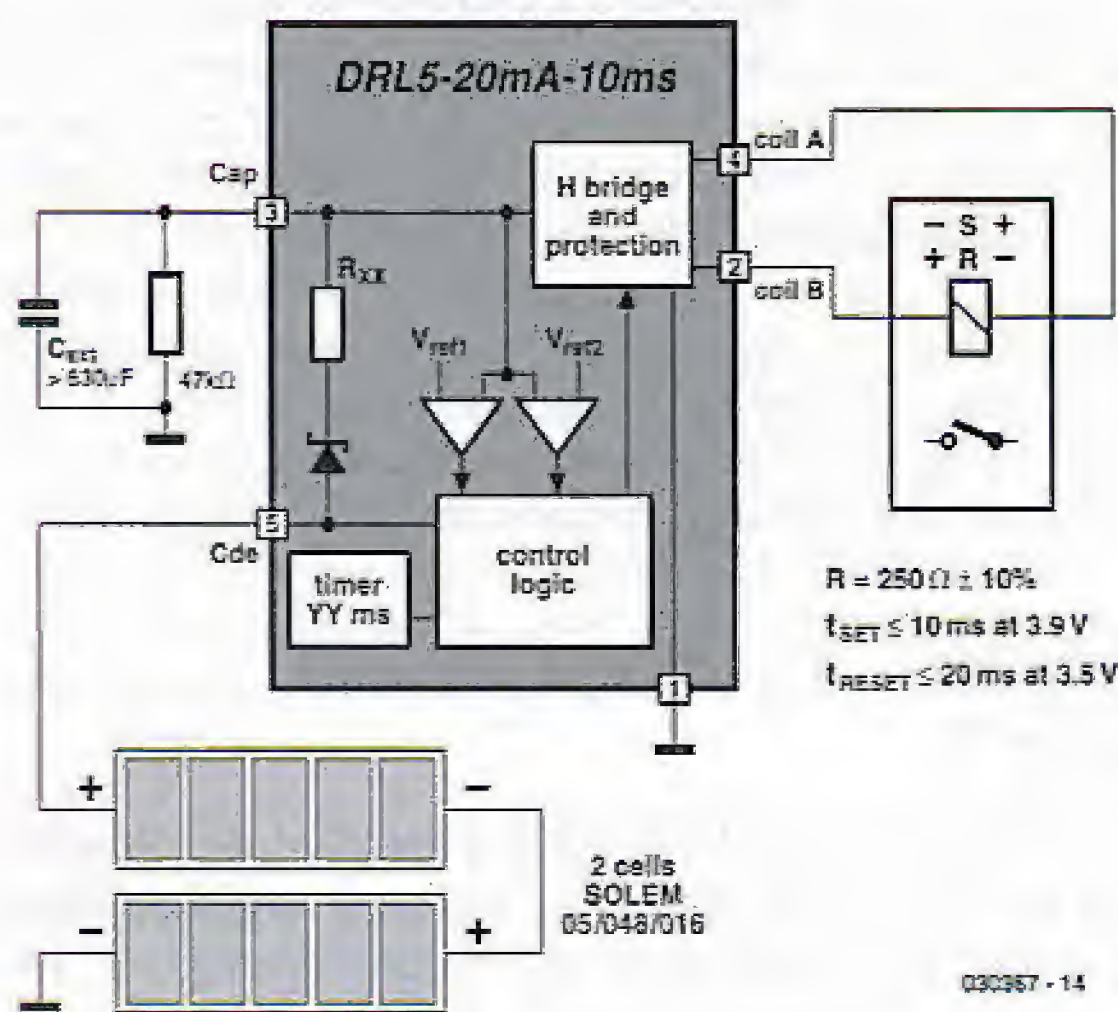 DRL5-20mA-10ms
Cap
3
4
coil A
H bridge
and
protection
2
coil B
- S +
+ R -
Vref1
Vref2
47kΩ
5
Cde
timer
YY ms
control
logic
1
R = 250 Ω ± 10%
tSET ≤ 10 ms at 3.9 V
tRESET ≤ 20 ms at 3.5 V
+
-
2 cells
SOLEM
05/048/016
-
+